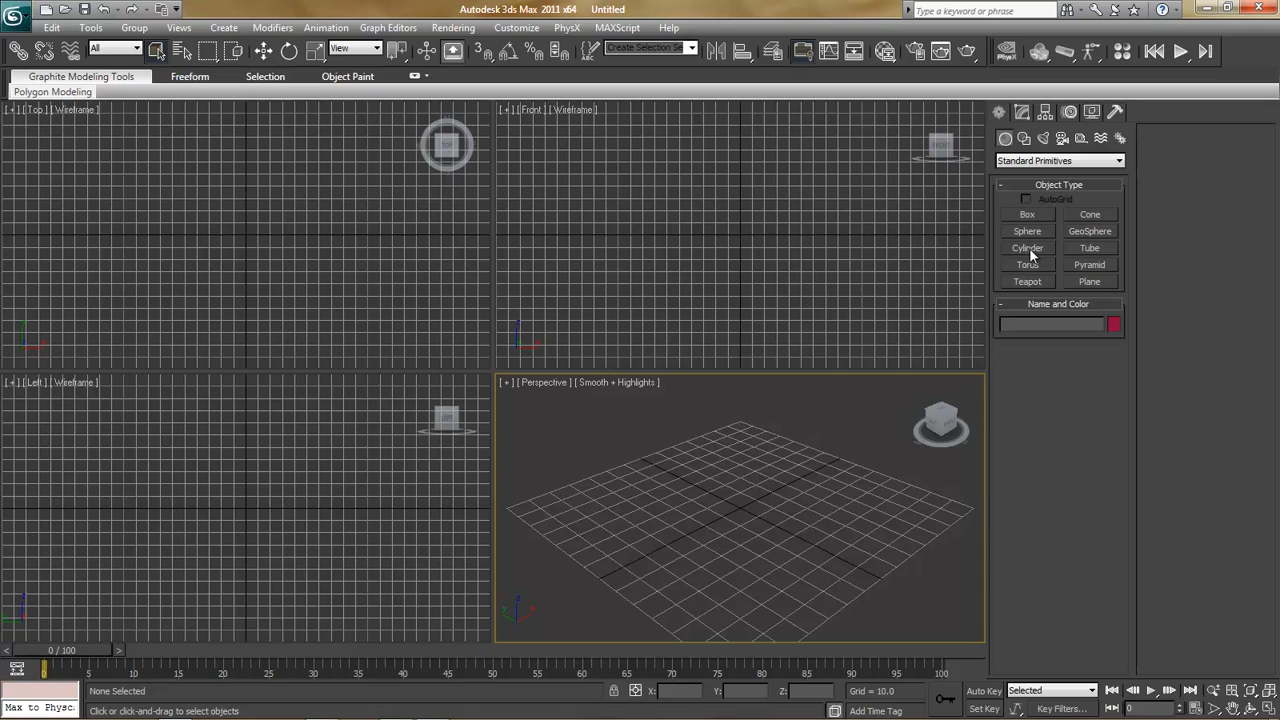 Autodesk 3ds Max 2011 x64 Untitled
Type a keyword or phrase
Edit Tools Group Views Create Modifiers Animation Graph Editors Rendering Customize PhysX MAXScript Help
All
View
Create Selection Se
PhysX
Graphite Modeling Tools Freeform Selection Object Paint
Polygon Modeling
[ + ] [ Top ] [ Wireframe ]
TOP
[ + ] [ Front ] [ Wireframe ]
FRONT
Standard Primitives
- Object Type
AutoGrid
Box Cone
Sphere GeoSphere
Cylinder Tube
Torus Pyramid
Teapot Plane
- Name and Color
[ + ] [ Left ] [ Wireframe ]
LEFT
[ + ] [ Perspective ] [ Smooth + Highlights ]
< 0 / 100 >
0 5 10 15 20 25 30 35 40 45 50 55 60 65 70 75 80 85 90 95 100
None Selected X: Y: Z: Grid = 10.0 Auto Key Selected
Max to Physc. Click or click-and-drag to select objects Add Time Tag Set Key Key Filters... 0